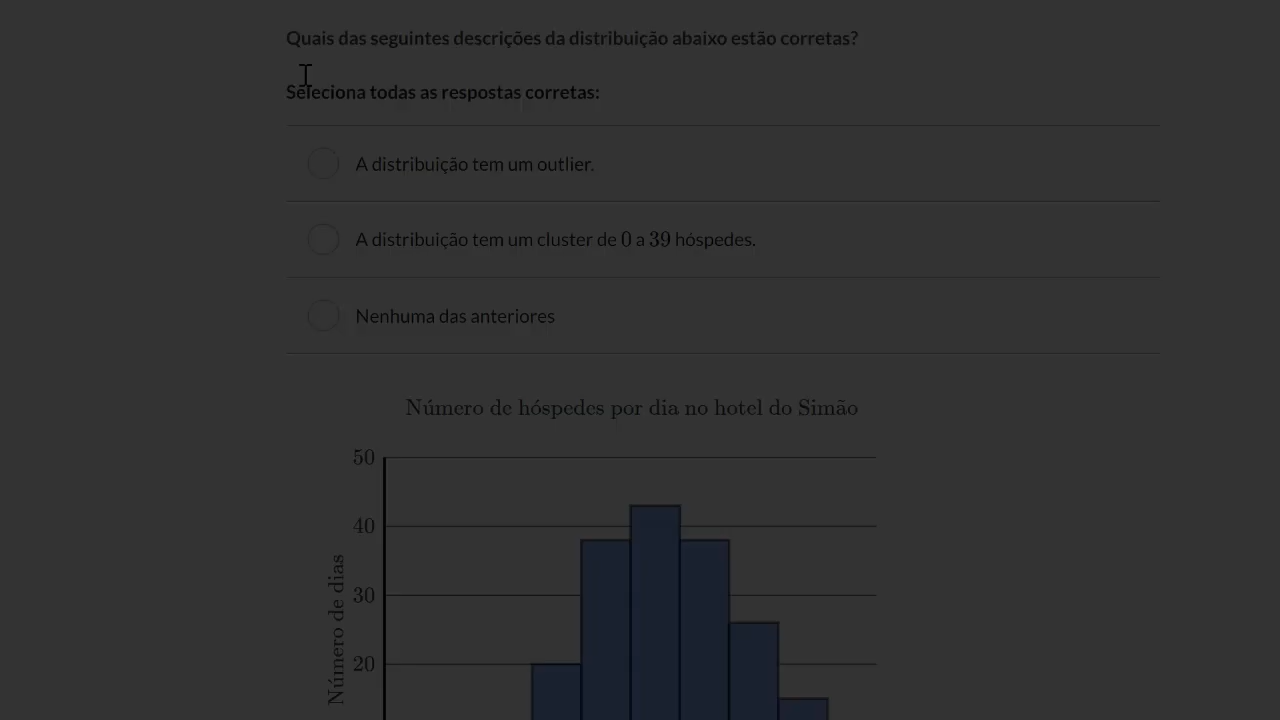 Quais das seguintes descrições da distribuição abaixo estão corretas?
Seleciona todas as respostas corretas:
A distribuição tem um outlier.
A distribuição tem um cluster de 0 a 39 hóspedes.
Nenhuma das anteriores
Número de hóspedes por dia no hotel do Simão
50
40
30
20
Número de dias